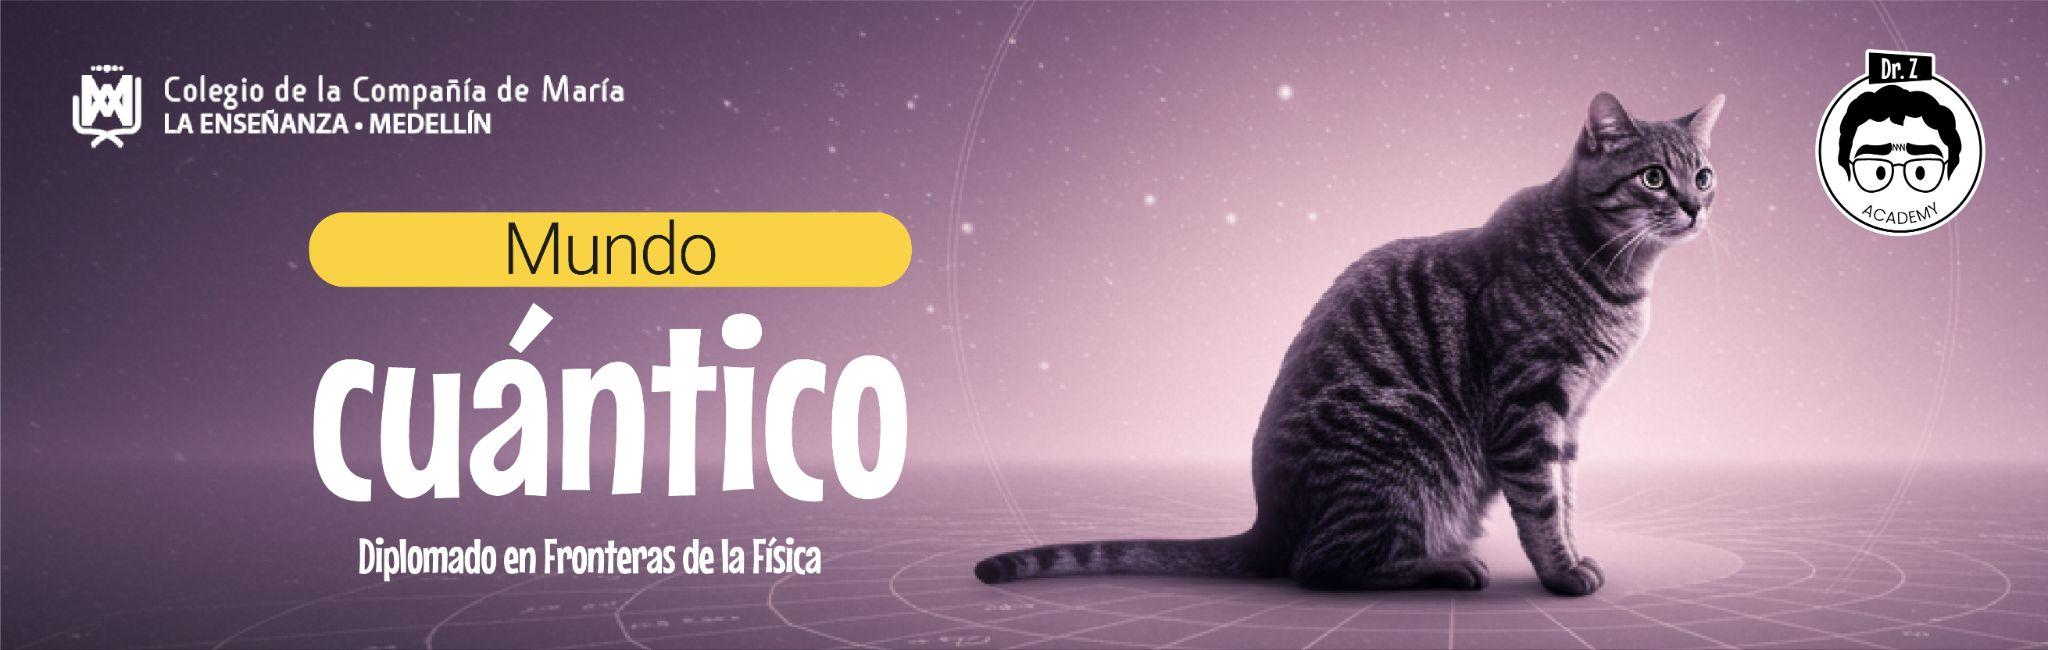 Colegio de la Compañía de María
LA ENSEÑANZA • MEDELLÍN
Dr. Z
ACADEMY
Mundo
cuántico
Diplomado en Fronteras de la Física